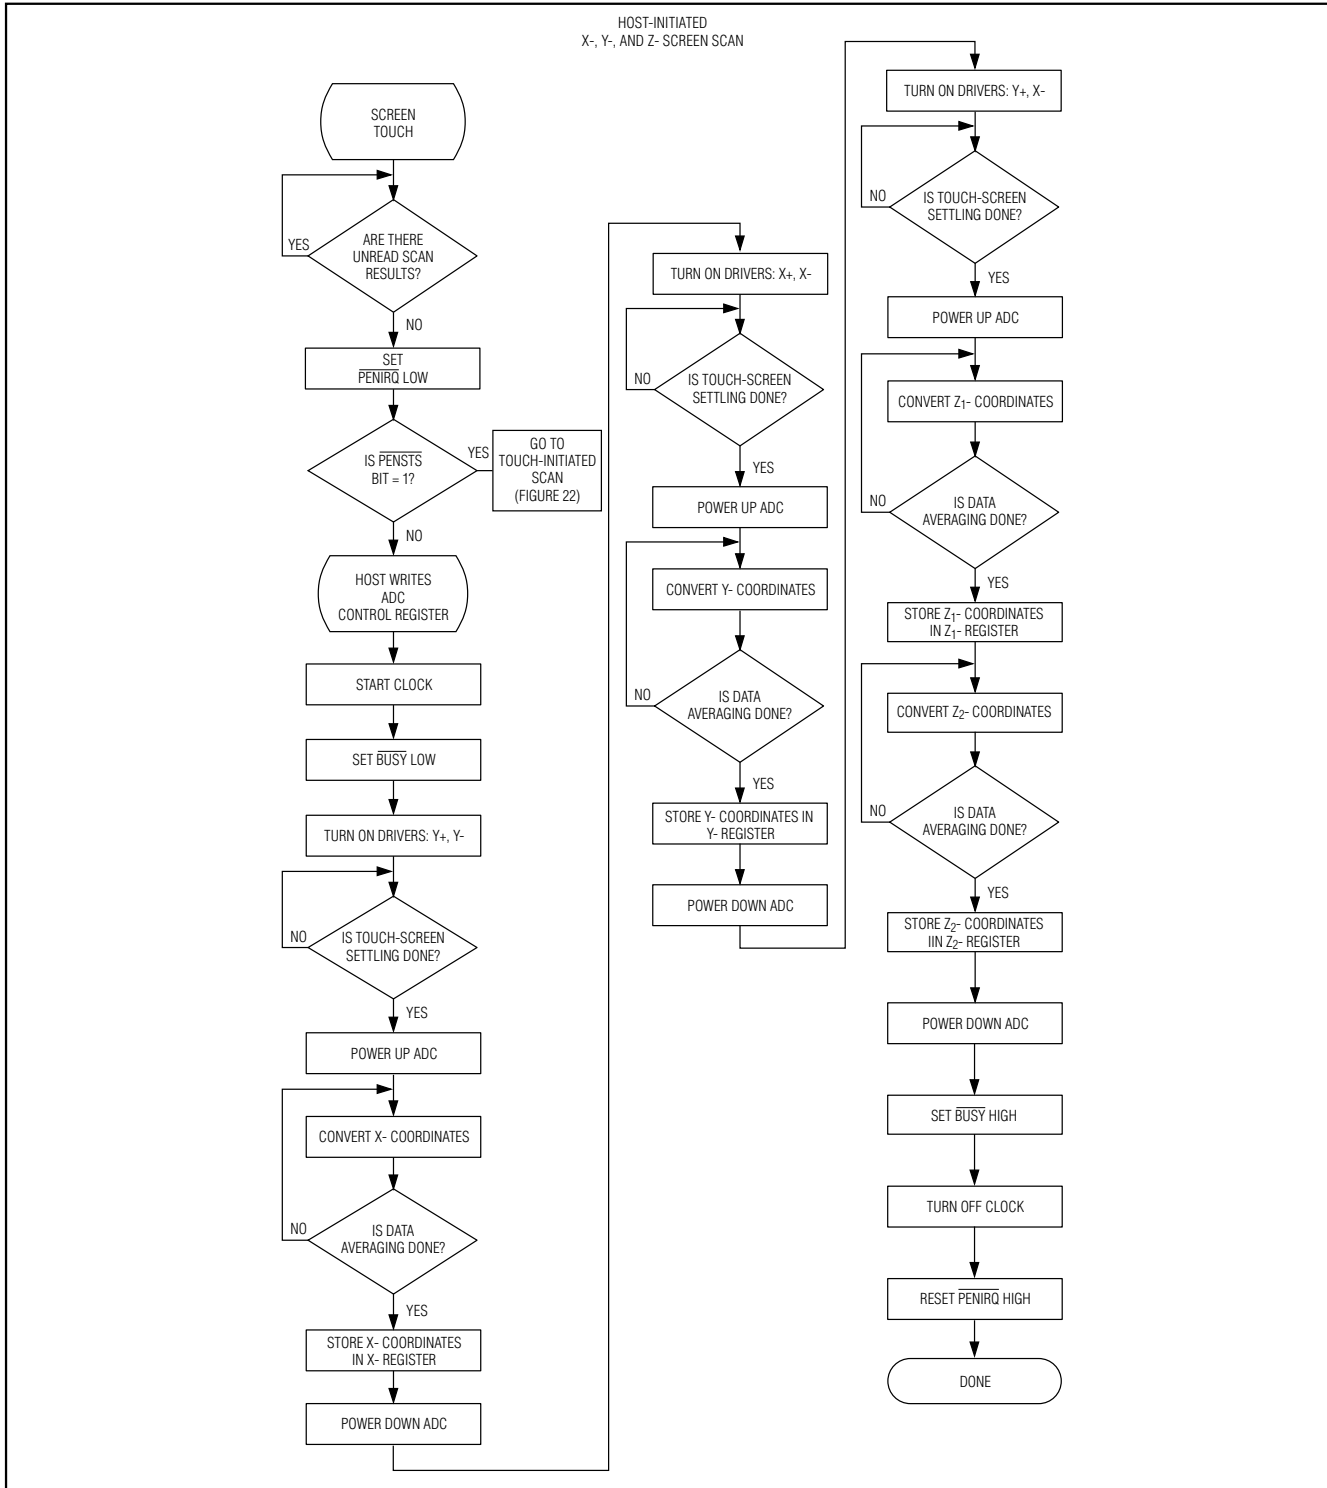 HOST-INITIATED
X-, Y-, AND Z- SCREEN SCAN
SCREEN
TOUCH
YES
ARE THERE
UNREAD SCAN
RESULTS?
NO
SET
PENIRQ LOW
IS PENSTS
BIT = 1?
YES
GO TO
TOUCH-INITIATED
SCAN
(FIGURE 22)
NO
HOST WRITES
ADC
CONTROL REGISTER
START CLOCK
SET BUSY LOW
TURN ON DRIVERS: Y+, Y-
NO
IS TOUCH-SCREEN
SETTLING DONE?
YES
POWER UP ADC
CONVERT X- COORDINATES
NO
IS DATA
AVERAGING DONE?
YES
STORE X- COORDINATES
IN X- REGISTER
POWER DOWN ADC
TURN ON DRIVERS: X+, X-
NO
IS TOUCH-SCREEN
SETTLING DONE?
YES
POWER UP ADC
CONVERT Y- COORDINATES
NO
IS DATA
AVERAGING DONE?
YES
STORE Y- COORDINATES IN
Y- REGISTER
POWER DOWN ADC
TURN ON DRIVERS: Y+, X-
NO
IS TOUCH-SCREEN
SETTLING DONE?
YES
POWER UP ADC
CONVERT Z1- COORDINATES
NO
IS DATA
AVERAGING DONE?
YES
STORE Z1- COORDINATES
IN Z1- REGISTER
CONVERT Z2- COORDINATES
NO
IS DATA
AVERAGING DONE?
YES
STORE Z2- COORDINATES
IIN Z2- REGISTER
POWER DOWN ADC
SET BUSY HIGH
TURN OFF CLOCK
RESET PENIRQ HIGH
DONE